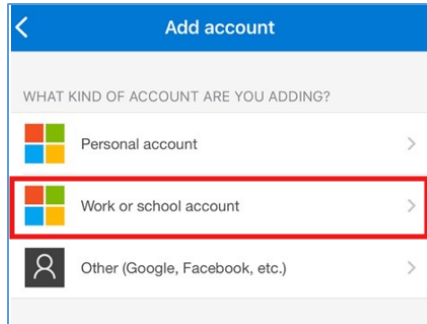 Add account
WHAT KIND OF ACCOUNT ARE YOU ADDING?
Personal account
Work or school account
Other (Google, Facebook, etc.)